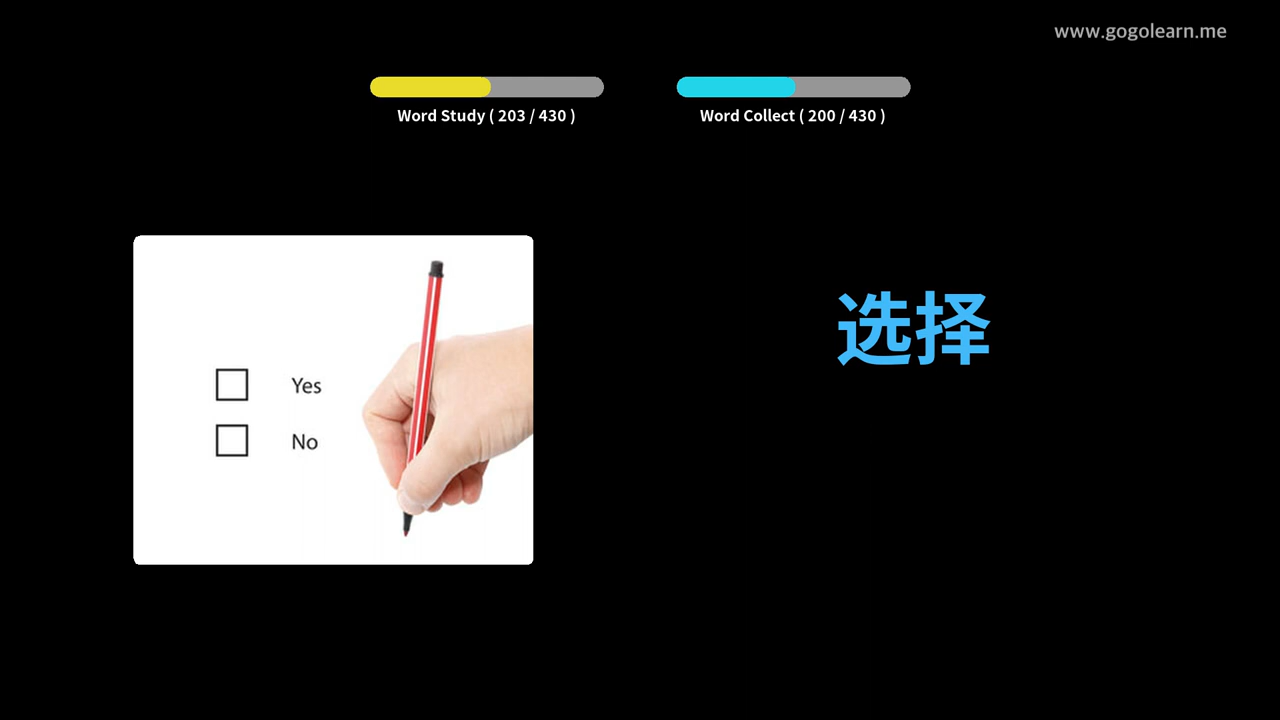 www.gogolearn.me
Word Study ( 203 / 430 )
Word Collect ( 200 / 430 )
选择
Yes
No